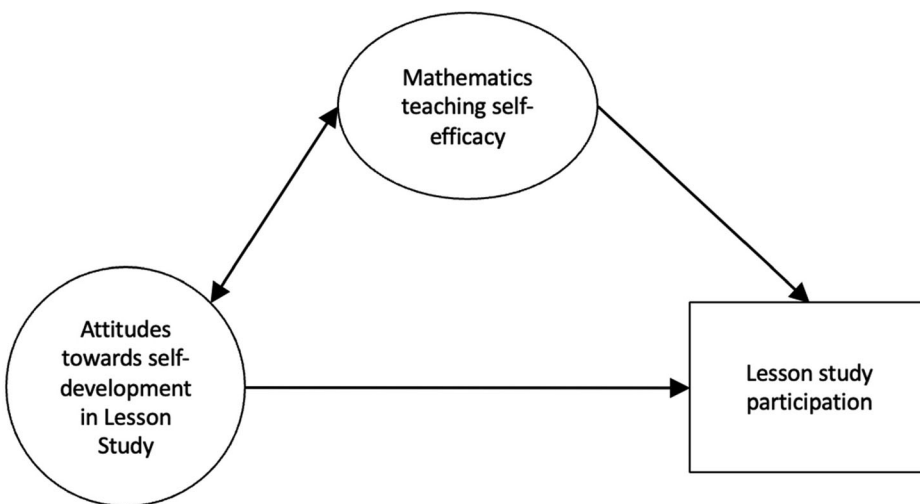 Mathematics
teaching self-
efficacy
Attitudes
towards self-
development
in Lesson
Study
Lesson study
participation